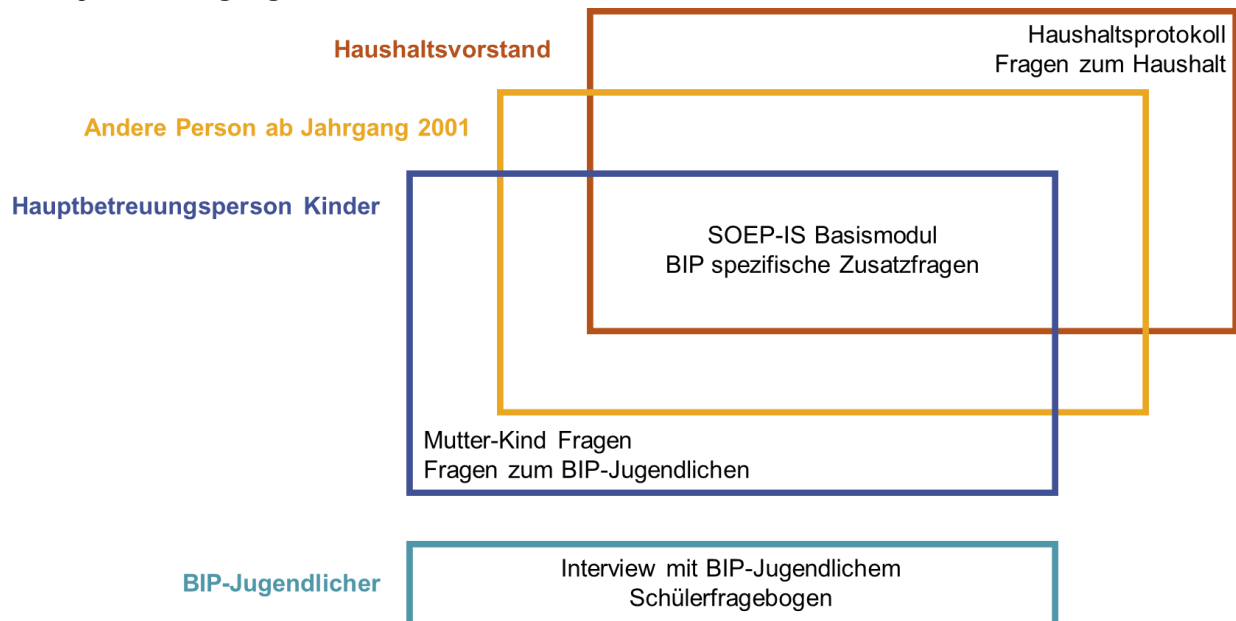 Haushaltsvorstand
Haushaltsprotokoll
Fragen zum Haushalt
Andere Person ab Jahrgang 2001
Hauptbetreuungsperson Kinder
SOEP-IS Basismodul
BIP spezifische Zusatzfragen
Mutter-Kind Fragen
Fragen zum BIP-Jugendlichen
BIP-Jugendlicher
Interview mit BIP-Jugendlichem
Schülerfragebogen